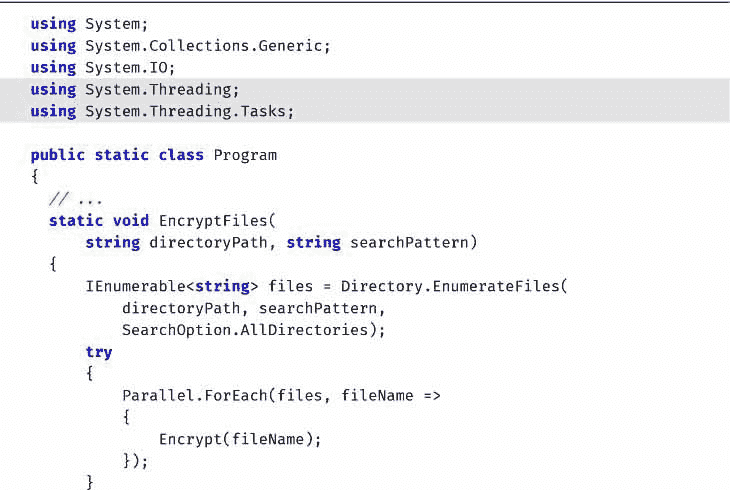 using System;
using System.Collections.Generic;
using System.IO;
using System.Threading;
using System.Threading.Tasks;
public static class Program
{
// ...
static void EncryptFiles(
string directoryPath, string searchPattern)
{
IEnumerable<string> files = Directory.EnumerateFiles(
directoryPath, searchPattern,
SearchOption.AllDirectories);
try
{
Parallel.ForEach(files, fileName =>
{
Encrypt(fileName);
});
}